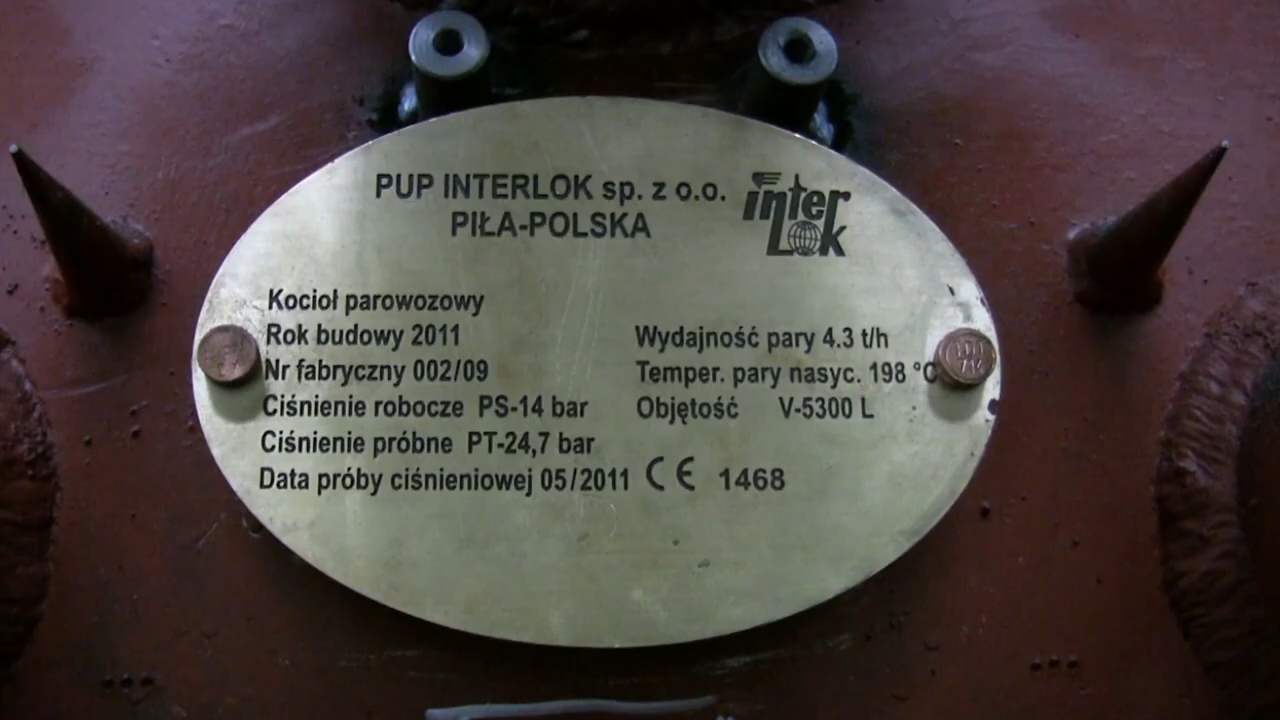 PUP INTERLOK sp. z o.o.
PIŁA-POLSKA
inter
Lok
Kocioł parowozowy
Rok budowy 2011
Nr fabryczny 002/09
Ciśnienie robocze PS-14 bar
Ciśnienie próbne PT-24,7 bar
Data próby ciśnieniowej 05/2011 CE 1468
Wydajność pary 4.3 t/h
Temper. pary nasyc. 198 °C
Objętość V-5300 L